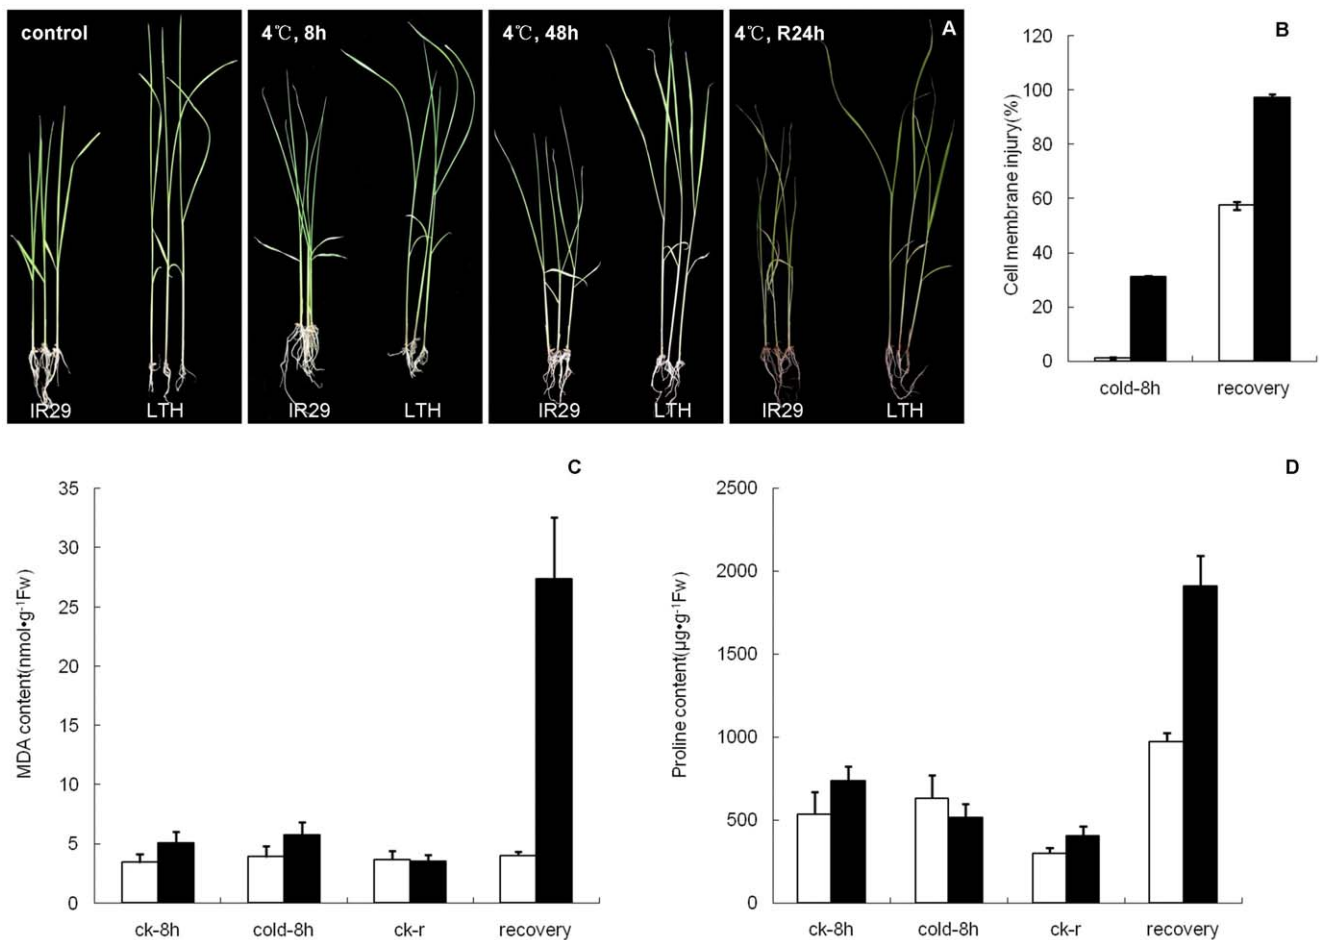 control
4℃, 8h
4℃, 48h
4℃, R24h
A
IR29
LTH
IR29
LTH
IR29
LTH
IR29
LTH
B
Cell membrane injury(%)
120
100
80
60
40
20
0
cold-8h
recovery
C
MDA content(nmol•g⁻¹Fw)
35
30
25
20
15
10
5
0
ck-8h
cold-8h
ck-r
recovery
D
Proline content(µg•g⁻¹Fw)
2500
2000
1500
1000
500
0
ck-8h
cold-8h
ck-r
recovery